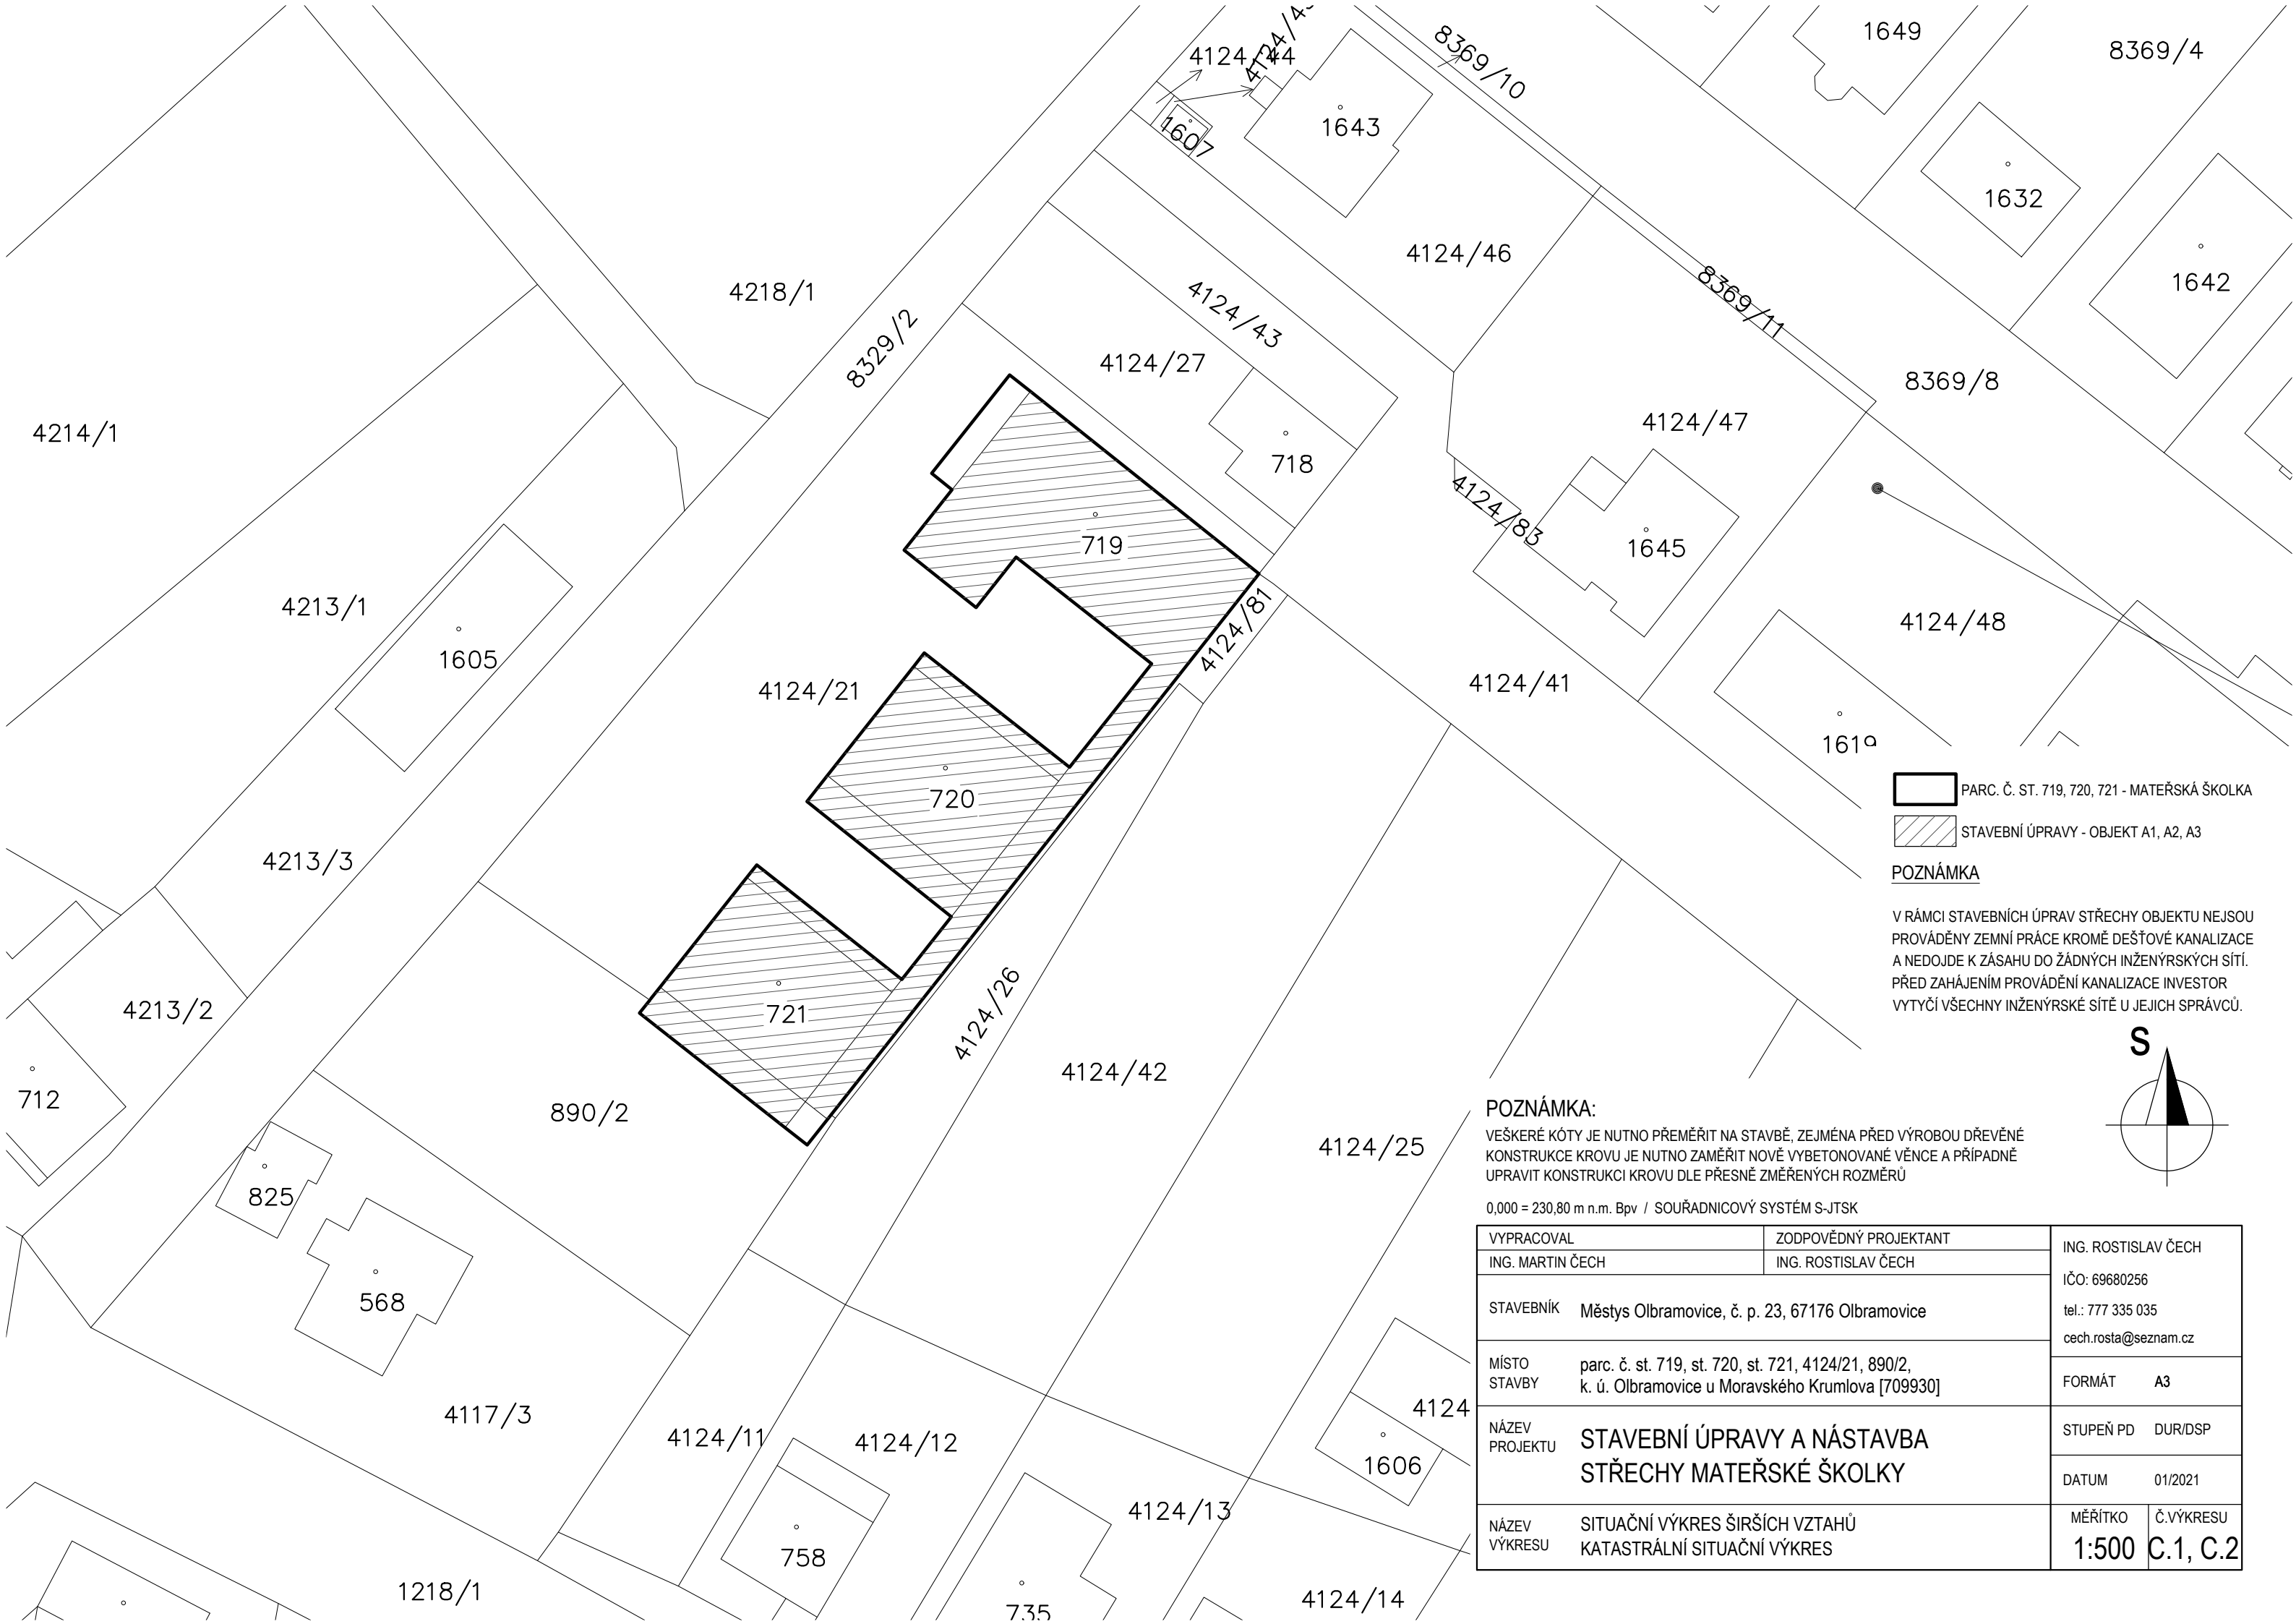 1649
8369/4
4124/44
8369/10
1643
1607
1632
4124/46
1642
4218/1
8369/11
4124/43
8329/2
4124/27
8369/8
4214/1
4124/47
718
4124/83
719
1645
4213/1
4124/81
4124/48
1605
4124/21
4124/41
720
1619
4213/3
4213/2
721
4124/26
4124/42
712
890/2
4124/25
825
568
4117/3
4124/11
4124/12
4124
1606
4124/13
758
1218/1
735
4124/14
PARC. Č. ST. 719, 720, 721 - MATEŘSKÁ ŠKOLKA
STAVEBNÍ ÚPRAVY - OBJEKT A1, A2, A3
POZNÁMKA
V RÁMCI STAVEBNÍCH ÚPRAV STŘECHY OBJEKTU NEJSOU
PROVÁDĚNY ZEMNÍ PRÁCE KROMĚ DEŠŤOVÉ KANALIZACE
A NEDOJDE K ZÁSAHU DO ŽÁDNÝCH INŽENÝRSKÝCH SÍTÍ.
PŘED ZAHÁJENÍM PROVÁDĚNÍ KANALIZACE INVESTOR
VYTYČÍ VŠECHNY INŽENÝRSKÉ SÍTĚ U JEJICH SPRÁVCŮ.
S
POZNÁMKA:
VEŠKERÉ KÓTY JE NUTNO PŘEMĚŘIT NA STAVBĚ, ZEJMÉNA PŘED VÝROBOU DŘEVĚNÉ
KONSTRUKCE KROVU JE NUTNO ZAMĚŘIT NOVĚ VYBETONOVANÉ VĚNCE A PŘÍPADNĚ
UPRAVIT KONSTRUKCI KROVU DLE PŘESNĚ ZMĚŘENÝCH ROZMĚRŮ
0,000 = 230,80 m n.m. Bpv / SOUŘADNICOVÝ SYSTÉM S-JTSK
VYPRACOVAL
ZODPOVĚDNÝ PROJEKTANT
ING. MARTIN ČECH
ING. ROSTISLAV ČECH
STAVEBNÍK
Městys Olbramovice, č. p. 23, 67176 Olbramovice
MÍSTO
STAVBY
parc. č. st. 719, st. 720, st. 721, 4124/21, 890/2,
k. ú. Olbramovice u Moravského Krumlova [709930]
NÁZEV
PROJEKTU
STAVEBNÍ ÚPRAVY A NÁSTAVBA
STŘECHY MATEŘSKÉ ŠKOLKY
NÁZEV
VÝKRESU
SITUAČNÍ VÝKRES ŠIRŠÍCH VZTAHŮ
KATASTRÁLNÍ SITUAČNÍ VÝKRES
ING. ROSTISLAV ČECH
IČO: 69680256
tel.: 777 335 035
cech.rosta@seznam.cz
FORMÁT A3
STUPEŇ PD DUR/DSP
DATUM 01/2021
MĚŘÍTKO
1:500
Č.VÝKRESU
C.1, C.2